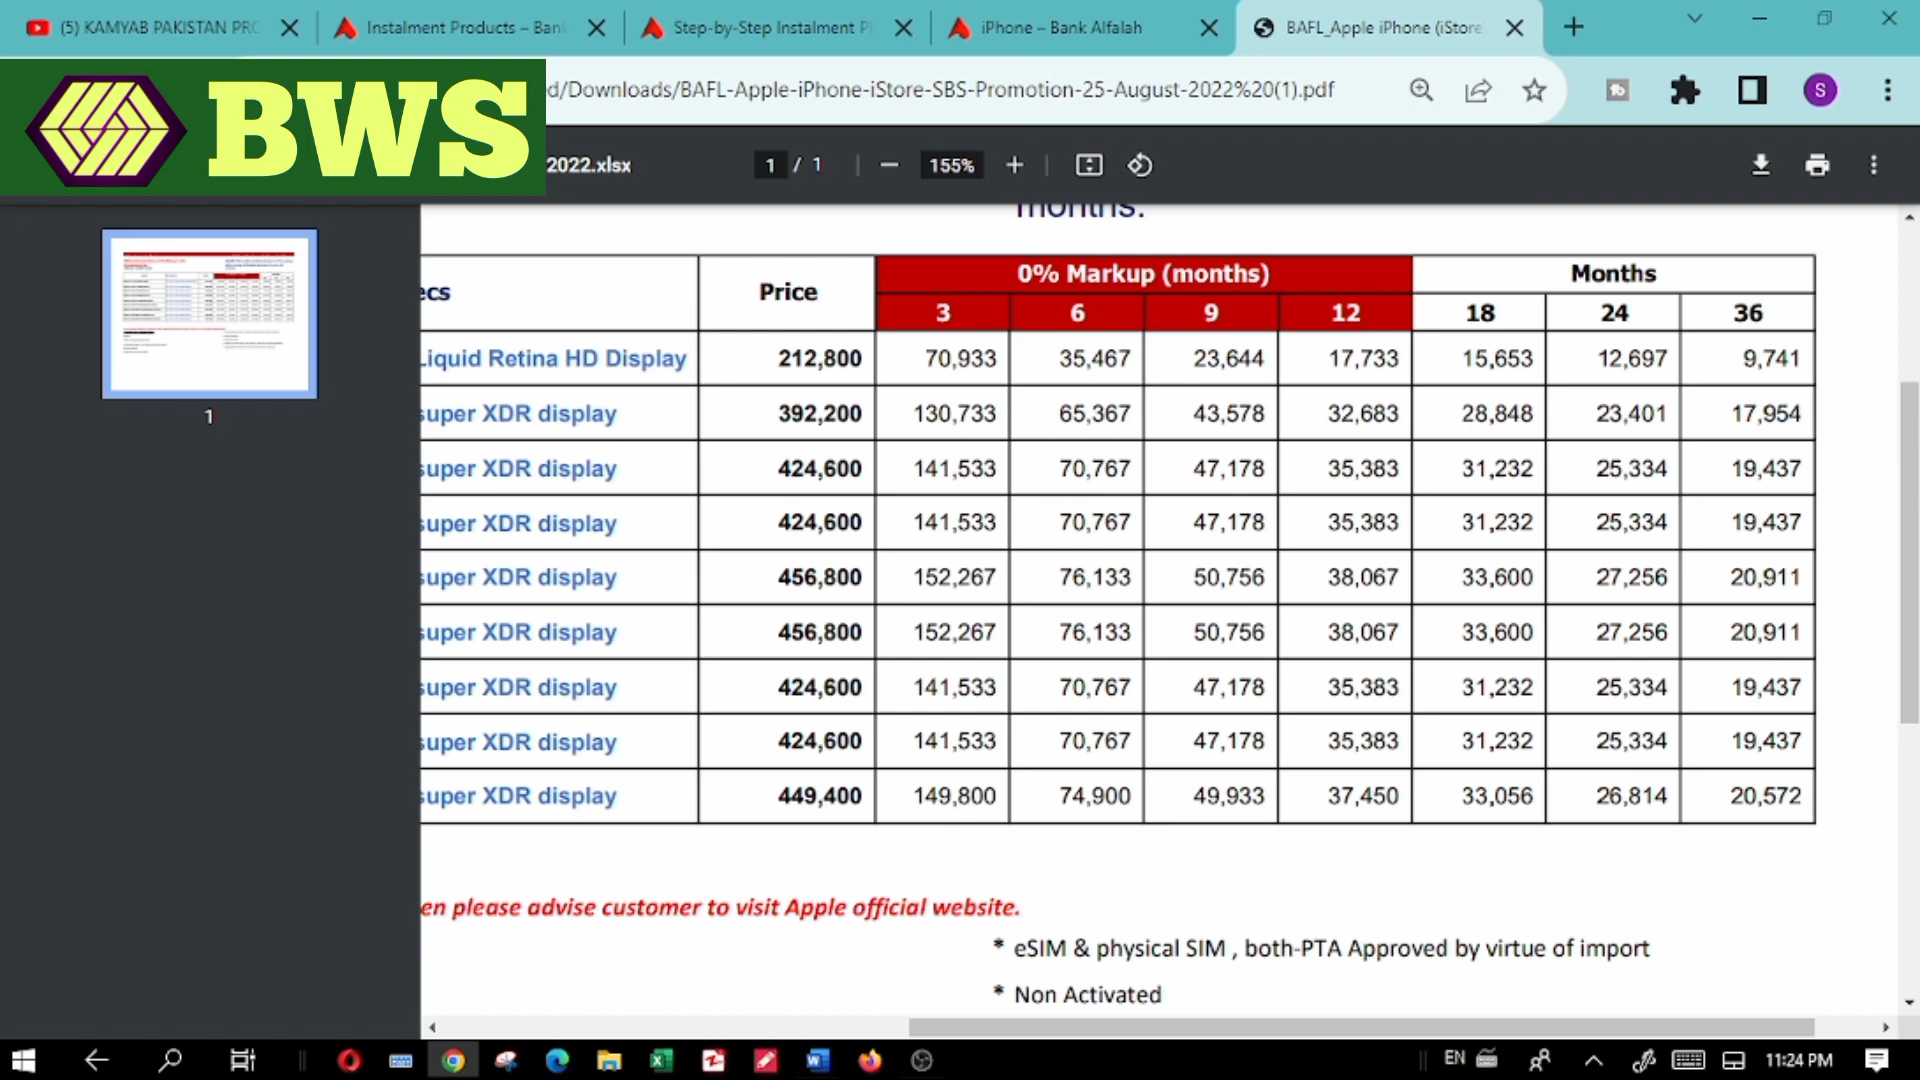 (5) KAMYAB PAKISTAN PRO
Instalment Products – Ban
Step-by-Step Instalment P
iPhone – Bank Alfalah
BAFL_Apple iPhone (iStore
BWS
d/Downloads/BAFL-Apple-iPhone-iStore-SBS-Promotion-25-August-2022%20(1).pdf
S
2022.xlsx
1 / 1
155%
months.
ecs Price 0% Markup (months) Months
3 6 9 12 18 24 36
Liquid Retina HD Display 212,800 70,933 35,467 23,644 17,733 15,653 12,697 9,741
super XDR display 392,200 130,733 65,367 43,578 32,683 28,848 23,401 17,954
super XDR display 424,600 141,533 70,767 47,178 35,383 31,232 25,334 19,437
super XDR display 424,600 141,533 70,767 47,178 35,383 31,232 25,334 19,437
super XDR display 456,800 152,267 76,133 50,756 38,067 33,600 27,256 20,911
super XDR display 456,800 152,267 76,133 50,756 38,067 33,600 27,256 20,911
super XDR display 424,600 141,533 70,767 47,178 35,383 31,232 25,334 19,437
super XDR display 424,600 141,533 70,767 47,178 35,383 31,232 25,334 19,437
super XDR display 449,400 149,800 74,900 49,933 37,450 33,056 26,814 20,572
1
en please advise customer to visit Apple official website.
* eSIM & physical SIM , both-PTA Approved by virtue of import
* Non Activated
EN
11:24 PM